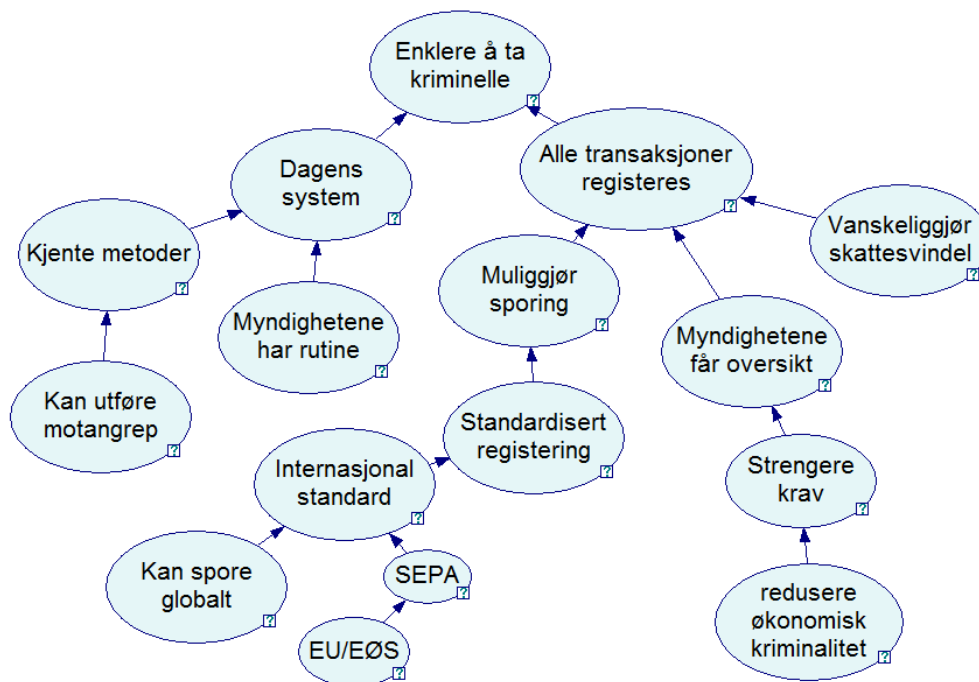 Enklere å ta
kriminelle
?
Alle transaksjoner
registeres
?
Dagens
system
?
Vanskeliggjør
skattesvindel
?
Kjente metoder
?
Muliggjør
sporing
?
Myndighetene
har rutine
?
Myndighetene
får oversikt
?
Kan utføre
motangrep
?
Standardisert
registering
?
Internasjonal
standard
?
Strengere
krav
?
Kan spore
globalt
?
SEPA
?
redusere
økonomisk
kriminalitet
?
EU/EØS
?